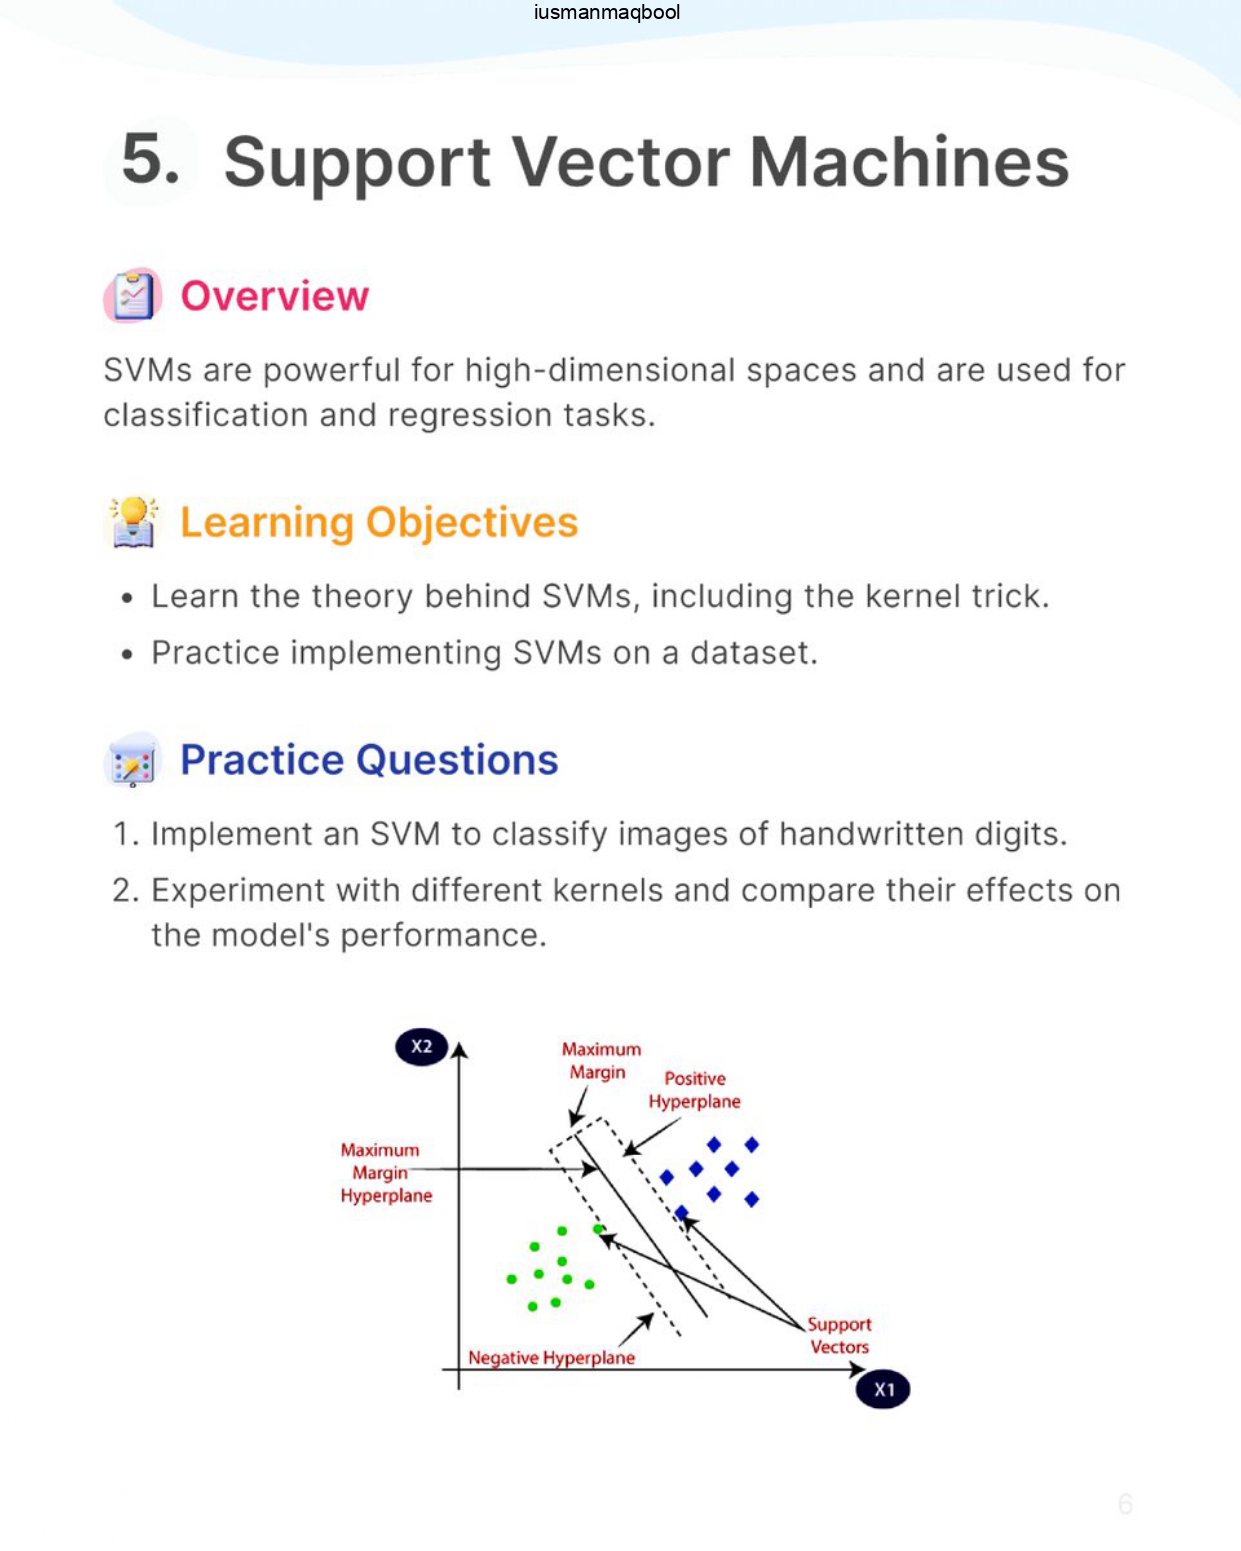 iusmanmaqbool
5. Support Vector Machines
Overview
SVMs are powerful for high-dimensional spaces and are used for
classification and regression tasks.
Learning Objectives
• Learn the theory behind SVMs, including the kernel trick.
• Practice implementing SVMs on a dataset.
Practice Questions
1. Implement an SVM to classify images of handwritten digits.
2. Experiment with different kernels and compare their effects on
the model's performance.
X2
Maximum
Margin
Positive
Hyperplane
Maximum
Margin
Hyperplane
Support
Vectors
Negative Hyperplane
X1
6